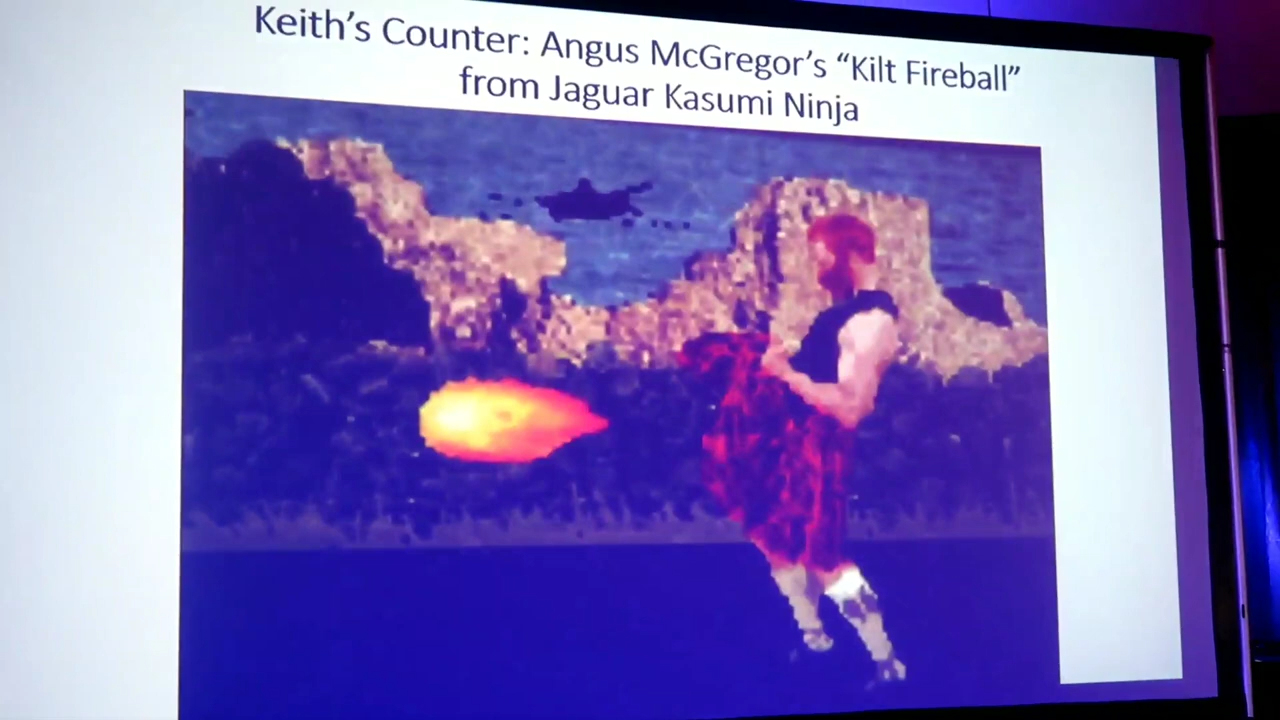 Keith’s Counter: Angus McGregor’s “Kilt Fireball”
from Jaguar Kasumi Ninja